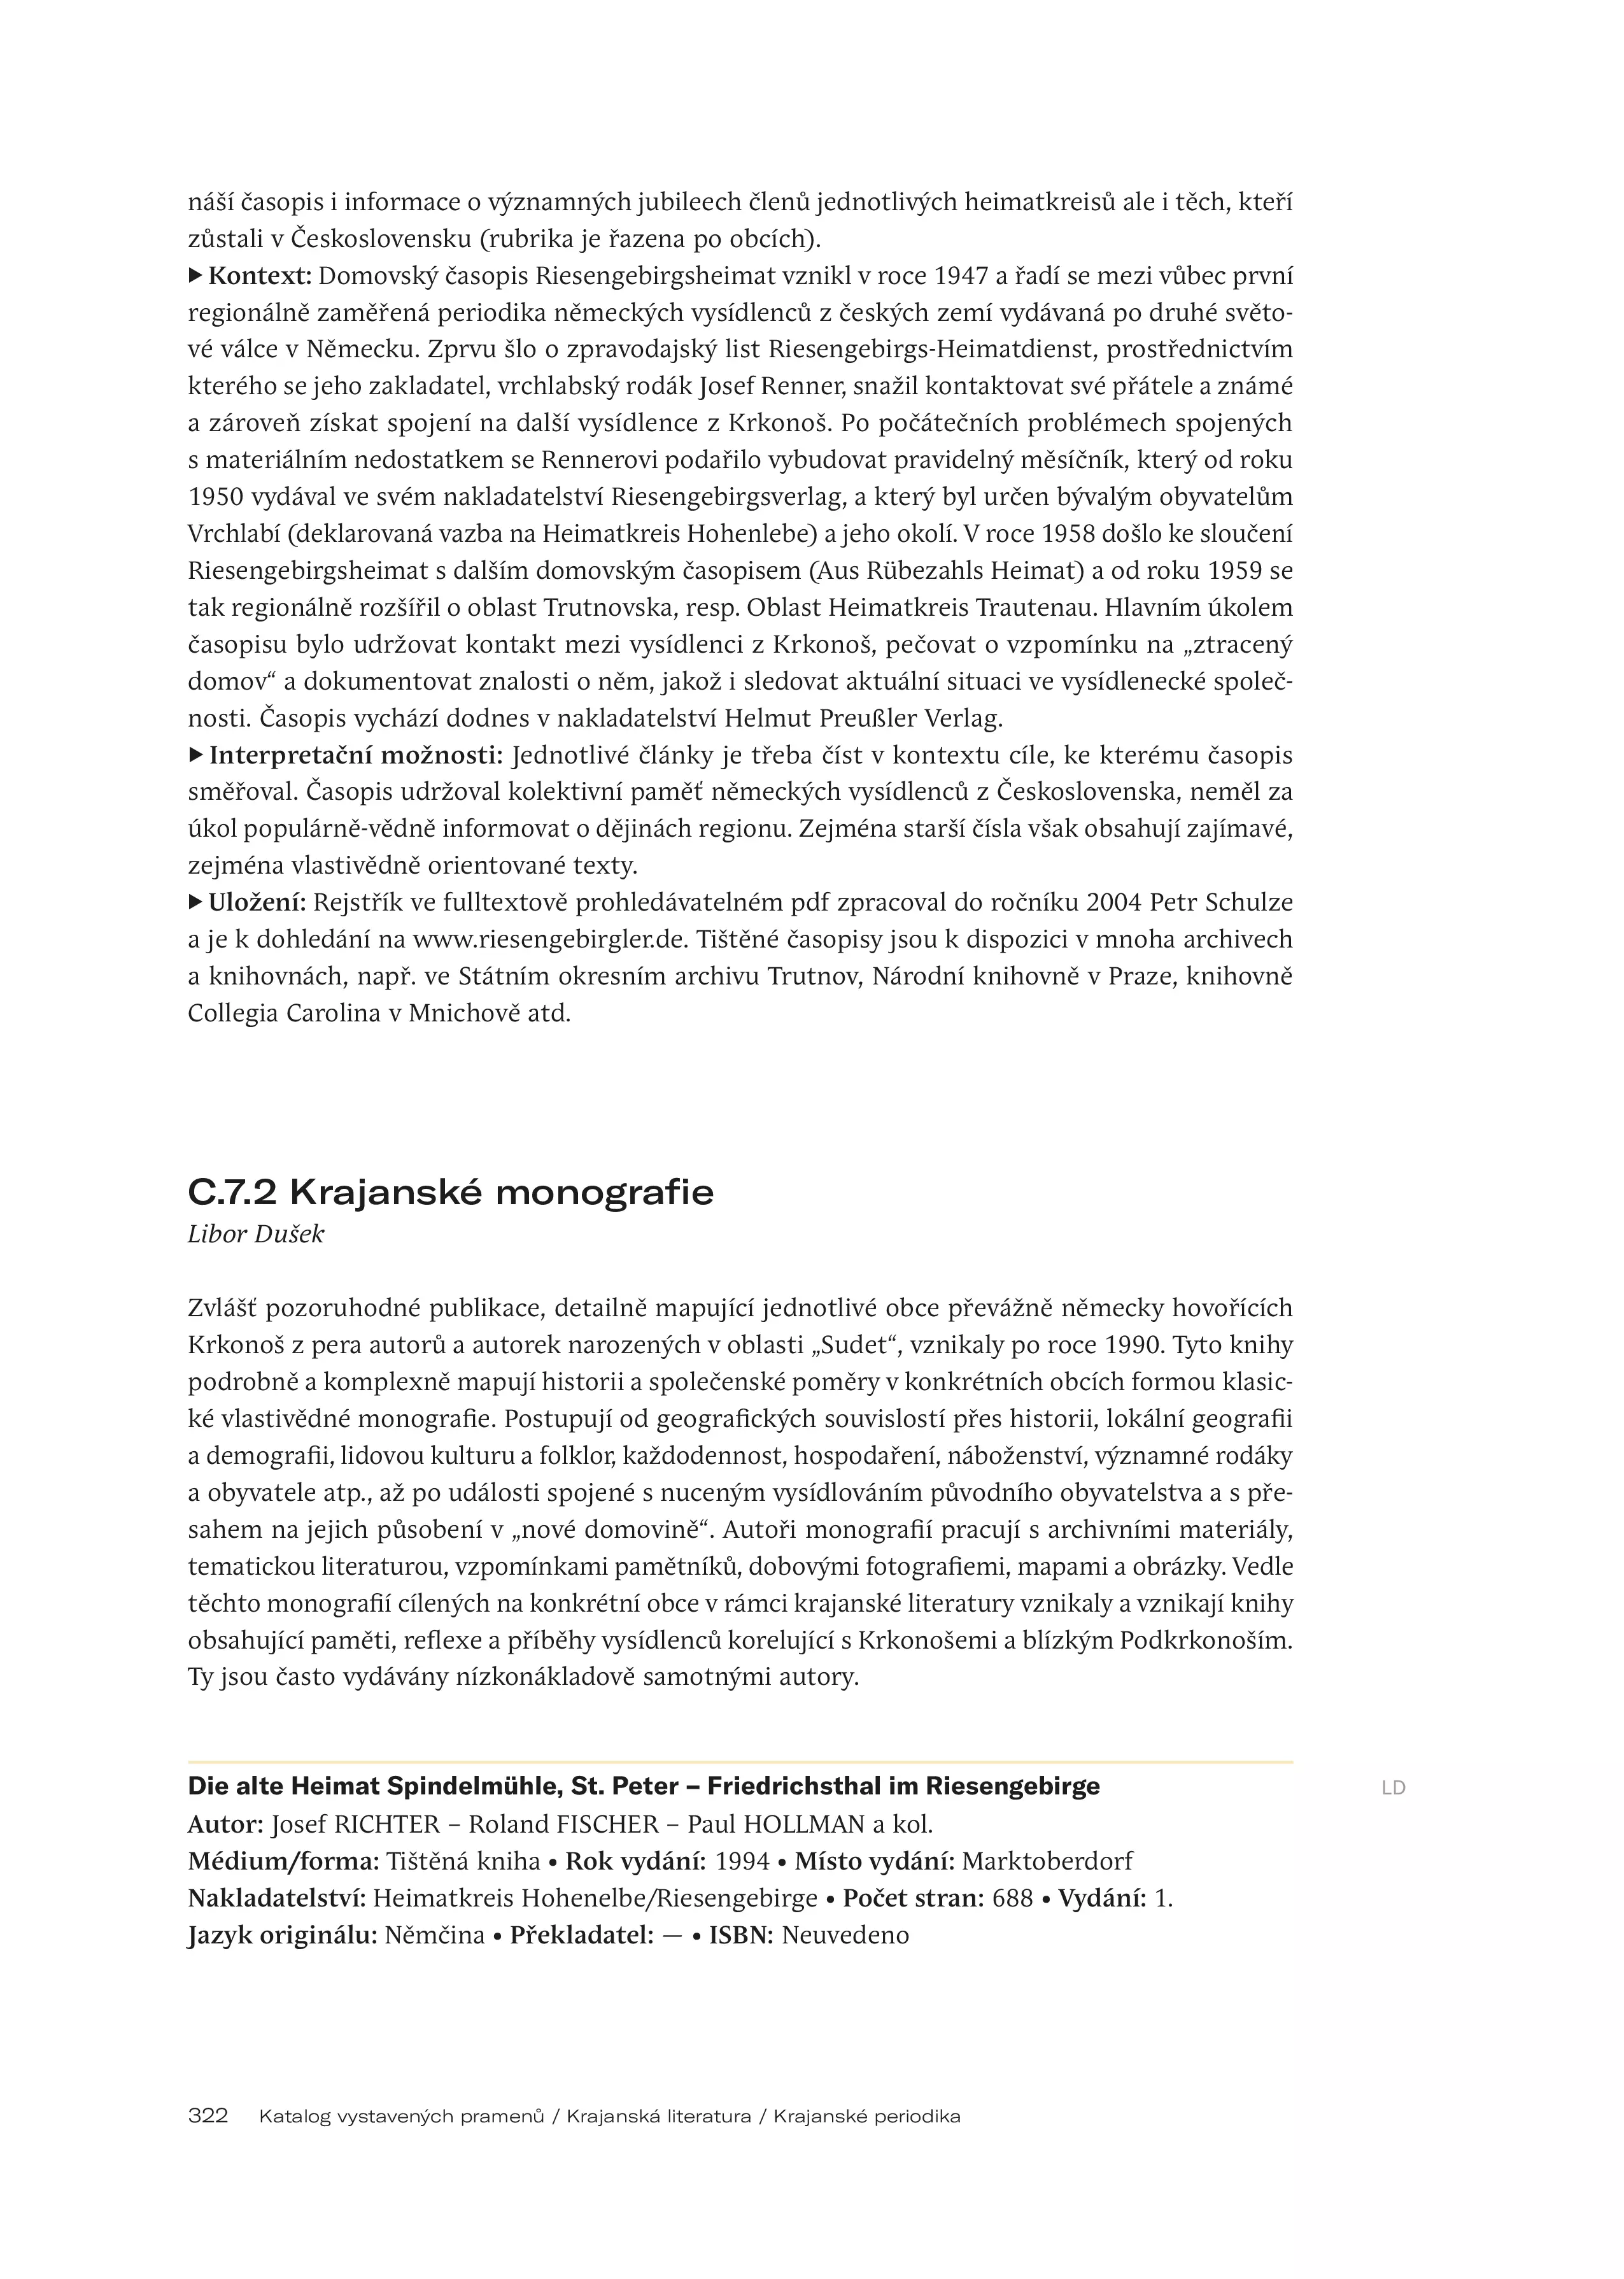 náší časopis i informace o významných jubileech členů jednotlivých heimatkreisů ale i těch, kteří
zůstali v Československu (rubrika je řazena po obcích).
▶ Kontext: Domovský časopis Riesengebirgsheimat vznikl v roce 1947 a řadí se mezi vůbec první
regionálně zaměřená periodika německých vysídlenců z českých zemí vydávaná po druhé světo-
vé válce v Německu. Zprvu šlo o zpravodajský list Riesengebirgs-Heimatdienst, prostřednictvím
kterého se jeho zakladatel, vrchlabský rodák Josef Renner, snažil kontaktovat své přátele a známé
a zároveň získat spojení na další vysídlence z Krkonoš. Po počátečních problémech spojených
s materiálním nedostatkem se Rennerovi podařilo vybudovat pravidelný měsíčník, který od roku
1950 vydával ve svém nakladatelství Riesengebirgsverlag, a který byl určen bývalým obyvatelům
Vrchlabí (deklarovaná vazba na Heimatkreis Hohenlebe) a jeho okolí. V roce 1958 došlo ke sloučení
Riesengebirgsheimat s dalším domovským časopisem (Aus Rübezahls Heimat) a od roku 1959 se
tak regionálně rozšířil o oblast Trutnovska, resp. Oblast Heimatkreis Trautenau. Hlavním úkolem
časopisu bylo udržovat kontakt mezi vysídlenci z Krkonoš, pečovat o vzpomínku na „ztracený
domov“ a dokumentovat znalosti o něm, jakož i sledovat aktuální situaci ve vysídlenecké společ-
nosti. Časopis vychází dodnes v nakladatelství Helmut Preußler Verlag.
▶ Interpretační možnosti: Jednotlivé články je třeba číst v kontextu cíle, ke kterému časopis
směřoval. Časopis udržoval kolektivní paměť německých vysídlenců z Československa, neměl za
úkol populárně-vědně informovat o dějinách regionu. Zejména starší čísla však obsahují zajímavé,
zejména vlastivědně orientované texty.
▶ Uložení: Rejstřík ve fulltextově prohledávatelném pdf zpracoval do ročníku 2004 Petr Schulze
a je k dohledání na www.riesengebirgler.de. Tištěné časopisy jsou k dispozici v mnoha archivech
a knihovnách, např. ve Státním okresním archivu Trutnov, Národní knihovně v Praze, knihovně
Collegia Carolina v Mnichově atd.
C.7.2 Krajanské monografie
Libor Dušek
Zvlášť pozoruhodné publikace, detailně mapující jednotlivé obce převážně německy hovořících
Krkonoš z pera autorů a autorek narozených v oblasti „Sudet“, vznikaly po roce 1990. Tyto knihy
podrobně a komplexně mapují historii a společenské poměry v konkrétních obcích formou klasic-
ké vlastivědné monografie. Postupují od geografických souvislostí přes historii, lokální geografii
a demografii, lidovou kulturu a folklor, každodennost, hospodaření, náboženství, významné rodáky
a obyvatele atp., až po události spojené s nuceným vysídlováním původního obyvatelstva a s pře-
sahem na jejich působení v „nové domovině“. Autoři monografií pracují s archivními materiály,
tematickou literaturou, vzpomínkami pamětníků, dobovými fotografiemi, mapami a obrázky. Vedle
těchto monografií cílených na konkrétní obce v rámci krajanské literatury vznikaly a vznikají knihy
obsahující paměti, reflexe a příběhy vysídlenců korelující s Krkonošemi a blízkým Podkrkonoším.
Ty jsou často vydávány nízkonákladově samotnými autory.
Die alte Heimat Spindelmühle, St. Peter – Friedrichsthal im Riesengebirge
LD
Autor: Josef RICHTER – Roland FISCHER – Paul HOLLMAN a kol.
Médium/forma: Tištěná kniha • Rok vydání: 1994 • Místo vydání: Marktoberdorf
Nakladatelství: Heimatkreis Hohenelbe/Riesengebirge • Počet stran: 688 • Vydání: 1.
Jazyk originálu: Němčina • Překladatel: — • ISBN: Neuvedeno
322 Katalog vystavených pramenů / Krajanská literatura / Krajanské periodika